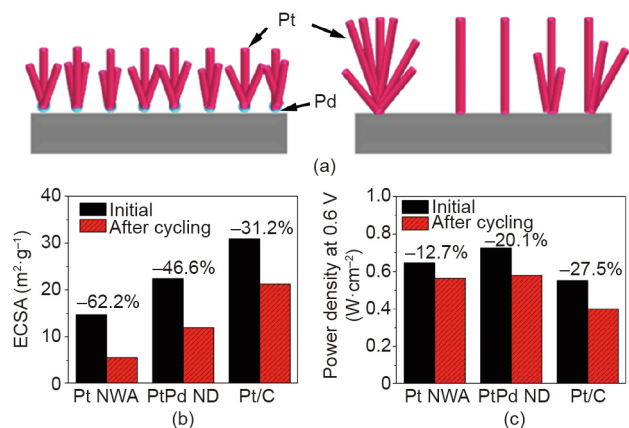 Pt
Pd
(a)
ECSA (m²·g⁻¹)
40
30
20
10
0
Initial
After cycling
–62.2%
–46.6%
–31.2%
Pt NWA
PtPd ND
Pt/C
(b)
Power density at 0.6 V
(W·cm⁻²)
1.0
0.8
0.6
0.4
0.2
0
Initial
After cycling
–12.7%
–20.1%
–27.5%
Pt NWA
PtPd ND
Pt/C
(c)